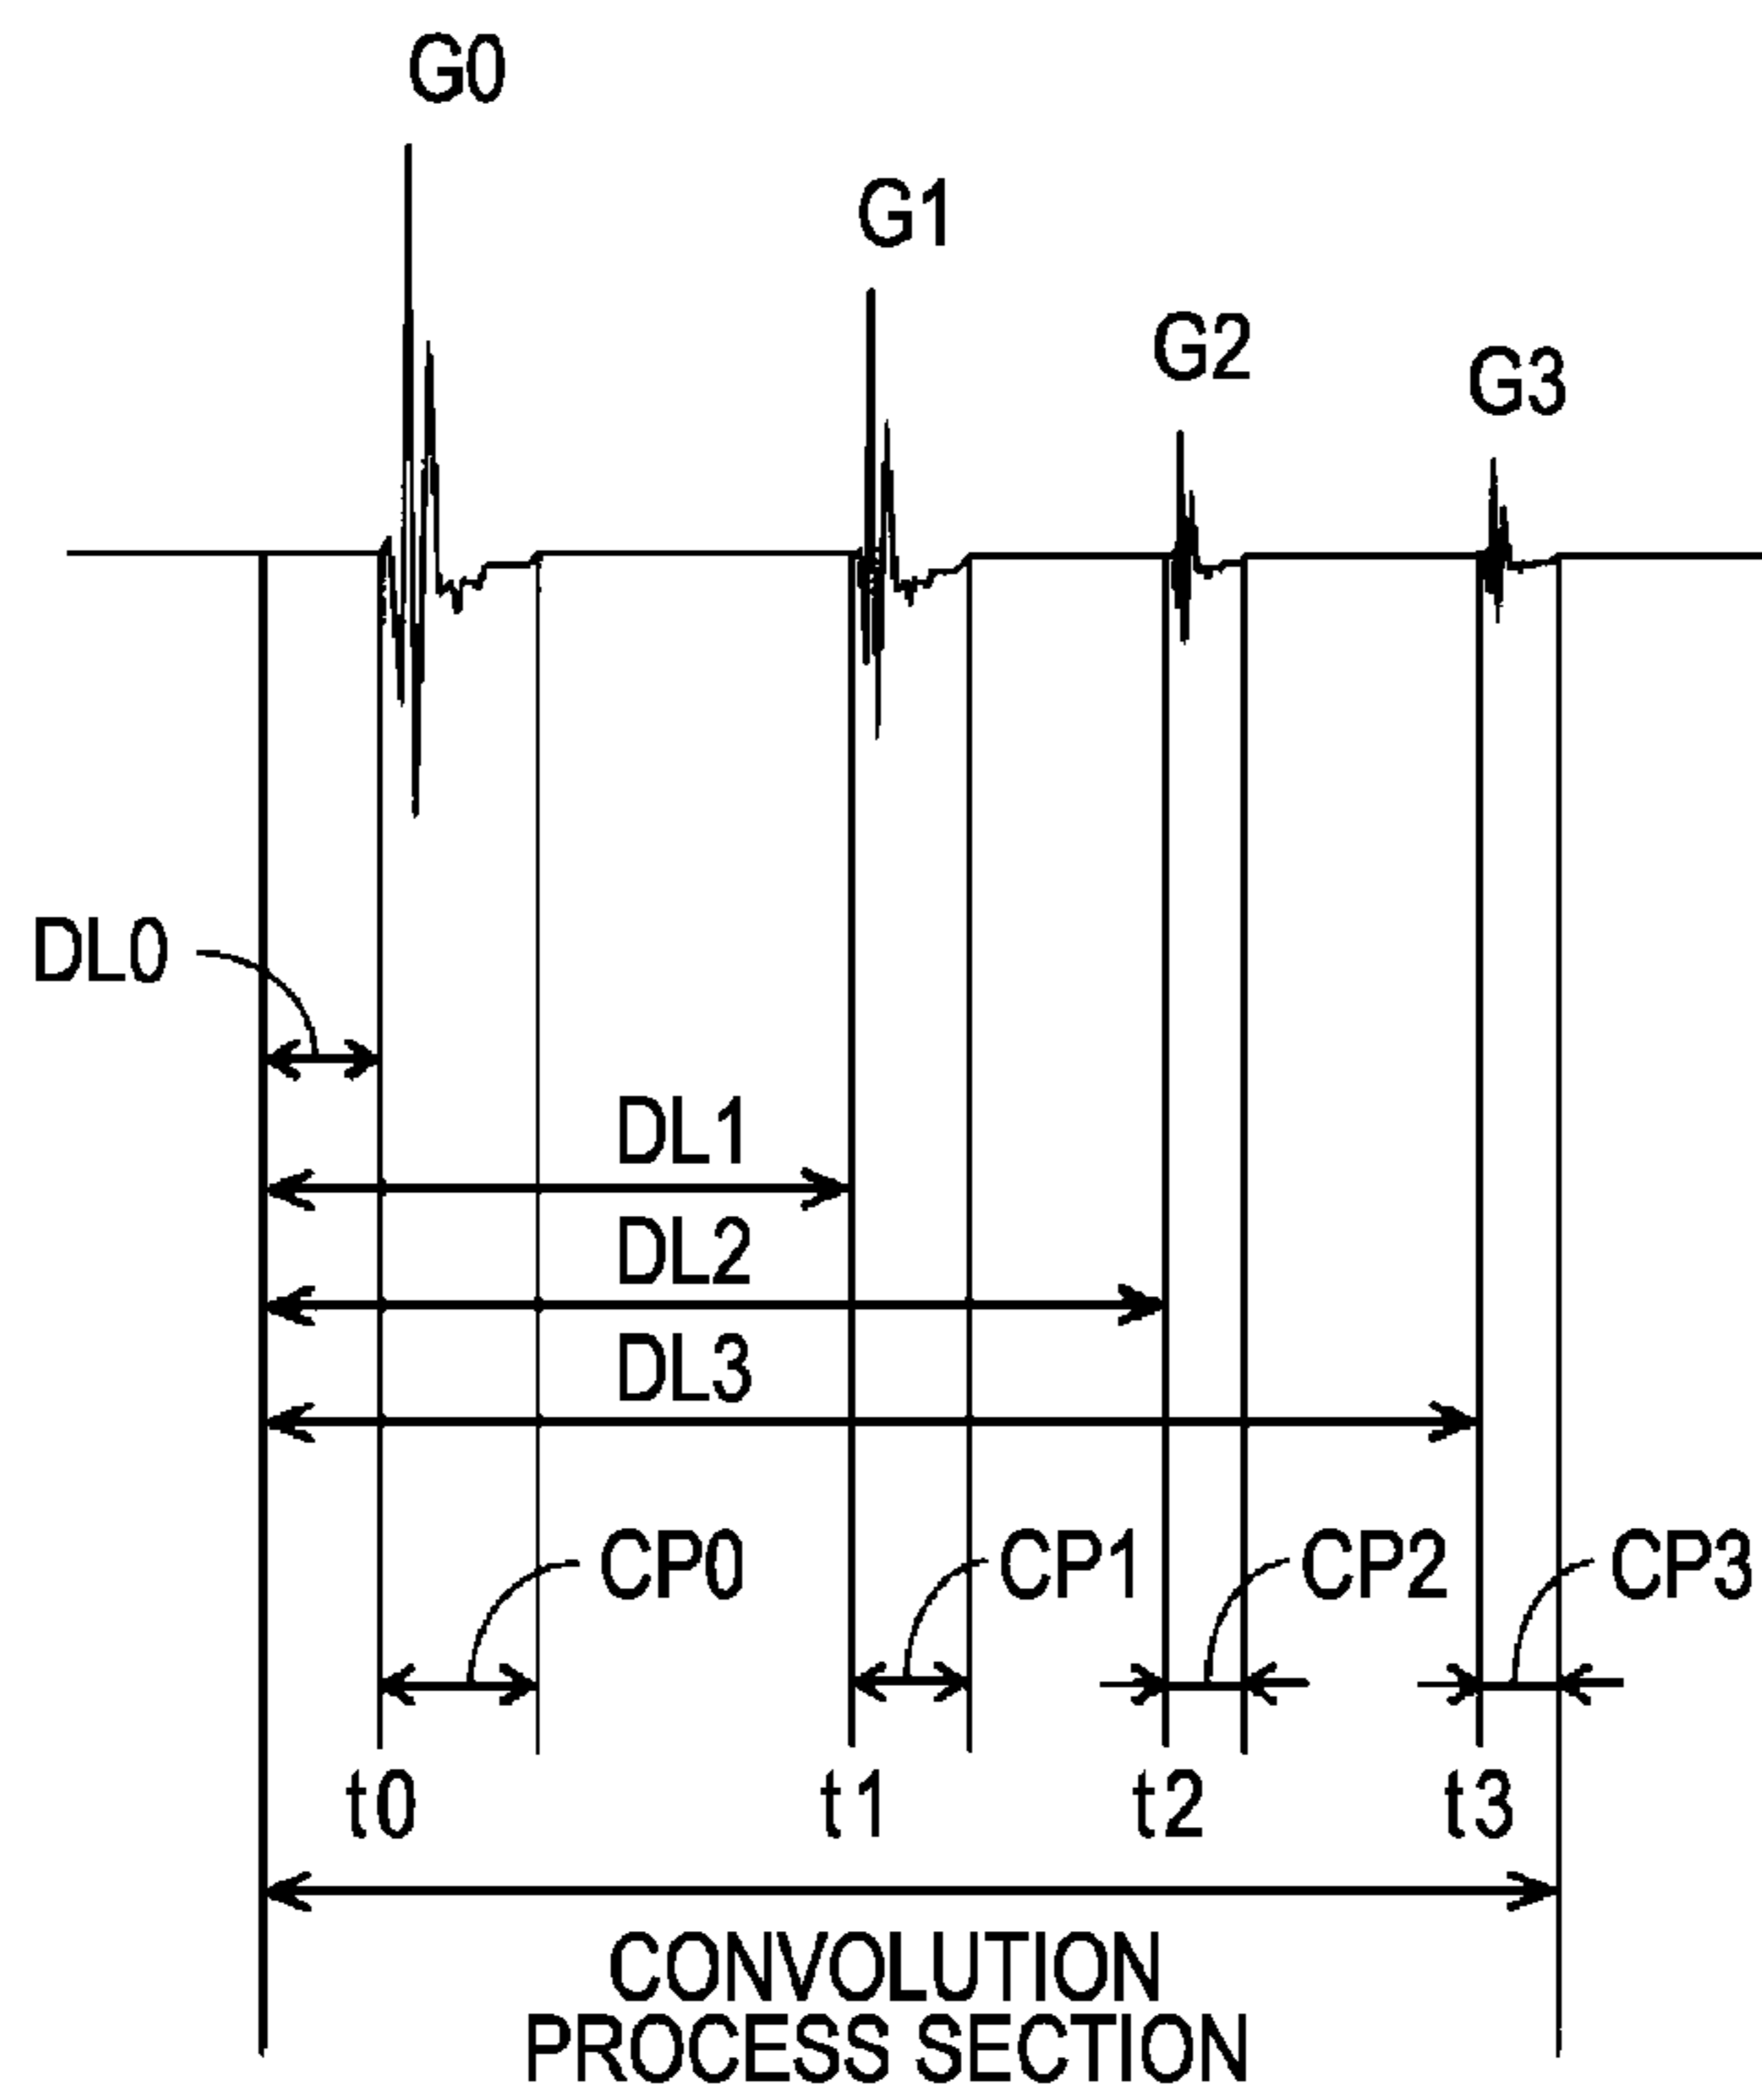 G0
G1
G2
G3
DL0
DL1
DL2
DL3
CP0
CP1
CP2
CP3
t0
t1
t2
t3
CONVOLUTION
PROCESS SECTION